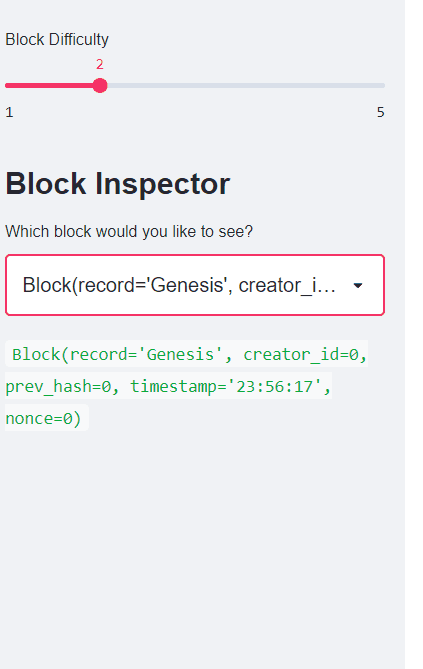 Block Difficulty
2
1 5
Block Inspector
Which block would you like to see?
Block(record='Genesis', creator_i...
Block(record='Genesis', creator_id=0,
prev_hash=0, timestamp='23:56:17',
nonce=0)